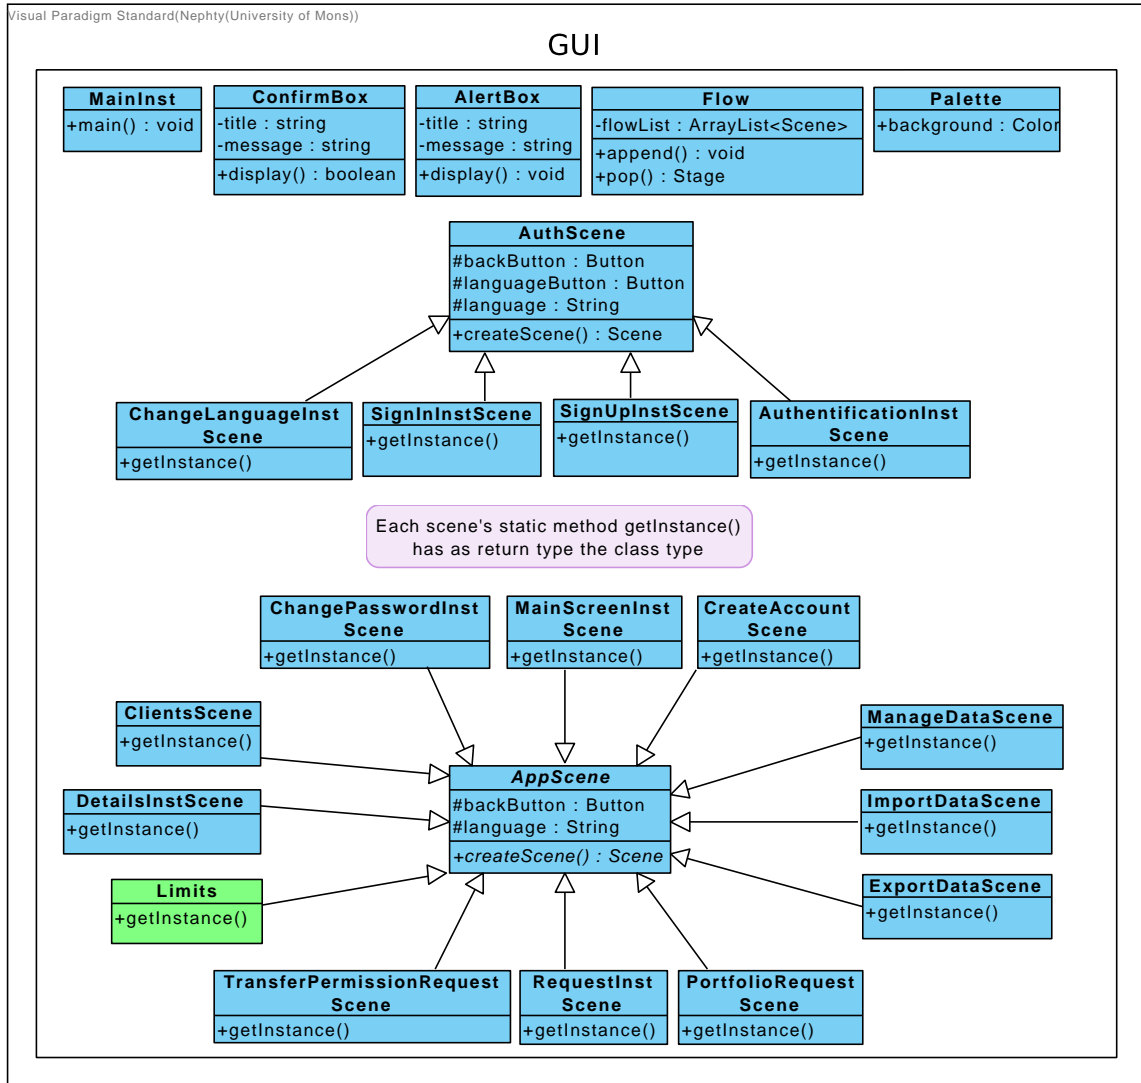 Visual Paradigm Standard(Nephty(University of Mons))
GUI
MainInst
+main() : void
ConfirmBox
-title : string
-message : string
+display() : boolean
AlertBox
-title : string
-message : string
+display() : void
Flow
-flowList : ArrayList<Scene>
+append() : void
+pop() : Stage
Palette
+background : Color
AuthScene
#backButton : Button
#languageButton : Button
#language : String
+createScene() : Scene
ChangeLanguageInst
Scene
+getInstance()
SignInInstScene
+getInstance()
SignUpInstScene
+getInstance()
AuthentificationInst
Scene
+getInstance()
Each scene's static method getInstance()
has as return type the class type
ChangePasswordInst
Scene
+getInstance()
MainScreenInst
Scene
+getInstance()
CreateAccount
Scene
+getInstance()
ClientsScene
+getInstance()
ManageDataScene
+getInstance()
AppScene
#backButton : Button
#language : String
+createScene() : Scene
DetailsInstScene
+getInstance()
ImportDataScene
+getInstance()
Limits
+getInstance()
ExportDataScene
+getInstance()
TransferPermissionRequest
Scene
+getInstance()
RequestInst
Scene
+getInstance()
PortfolioRequest
Scene
+getInstance()